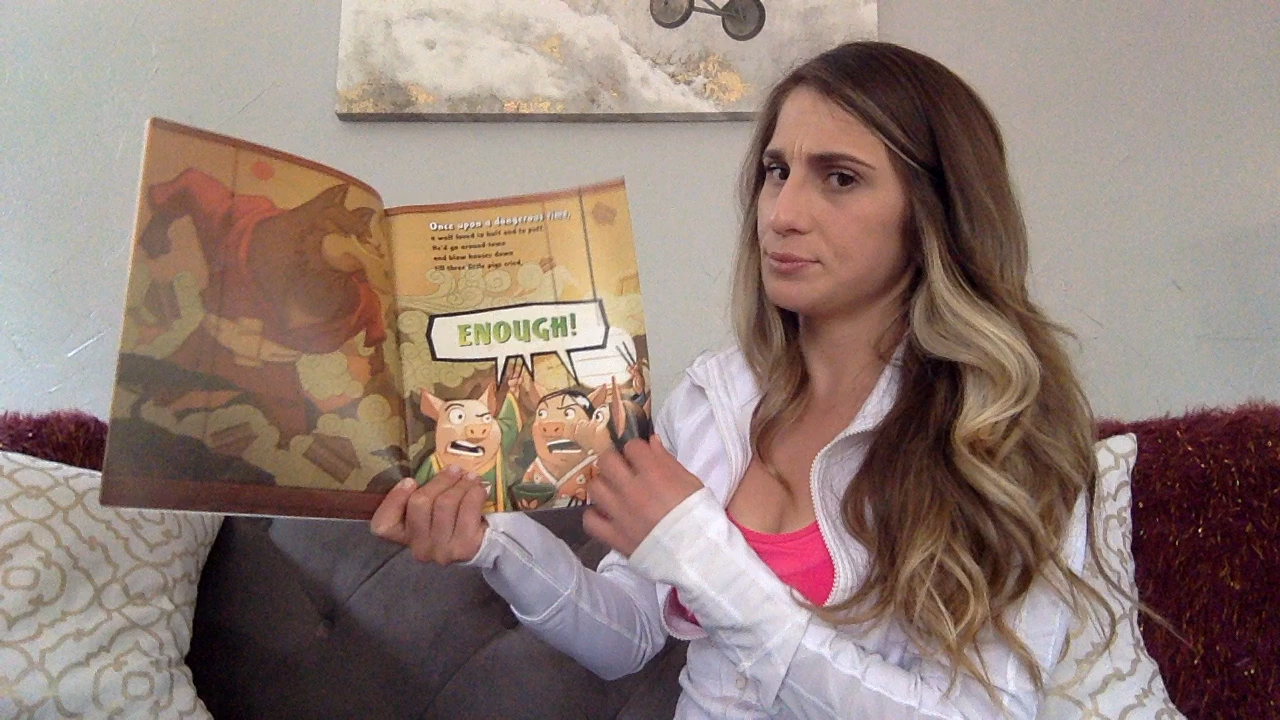 Once upon a dangerous time,
a wolf loved to huff and to puff.
He'd go around town
and blow houses down
till three little pigs cried,
ENOUGH!